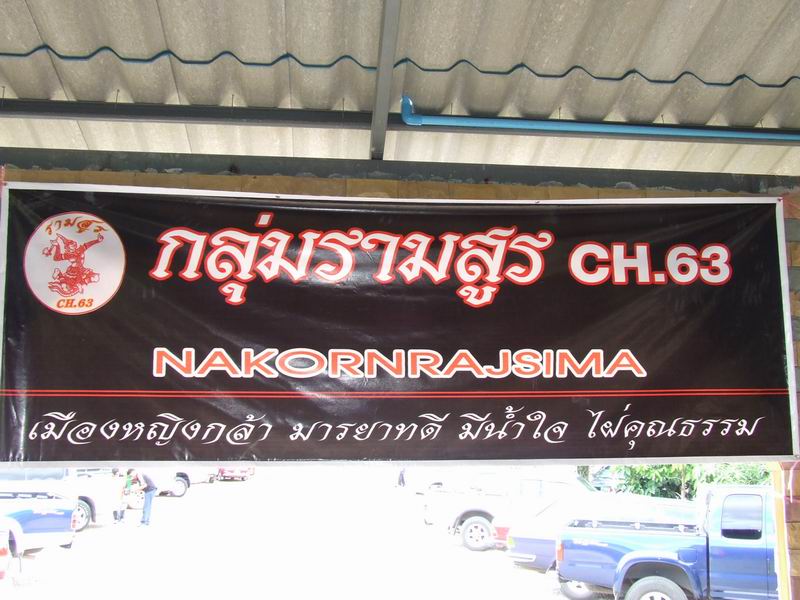 รามสูร
CH.63
กลุ่มรามสูร CH.63
NAKORNRAJSIMA
เมืองหญิงกล้า มารยาทดี มีน้ำใจ ไฝ่คุณธรรม